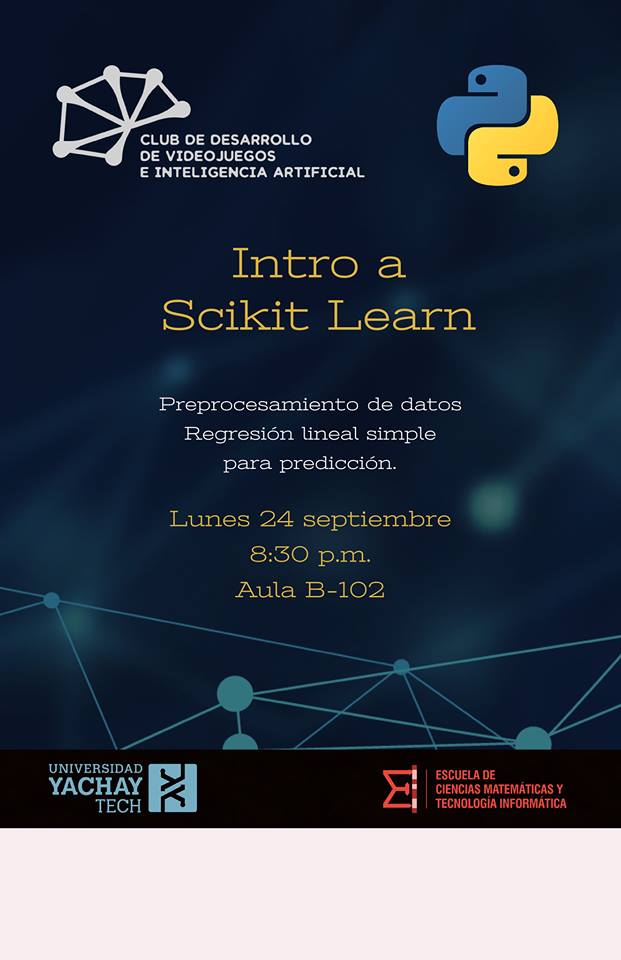 CLUB DE DESARROLLO
DE VIDEOJUEGOS
E INTELIGENCIA ARTIFICIAL
Intro a
Scikit Learn
Preprocesamiento de datos
Regresión lineal simple
para predicción.
Lunes 24 septiembre
8:30 p.m.
Aula B-102
UNIVERSIDAD
YACHAY
TECH
ESCUELA DE
CIENCIAS MATEMÁTICAS Y
TECNOLOGÍA INFORMÁTICA